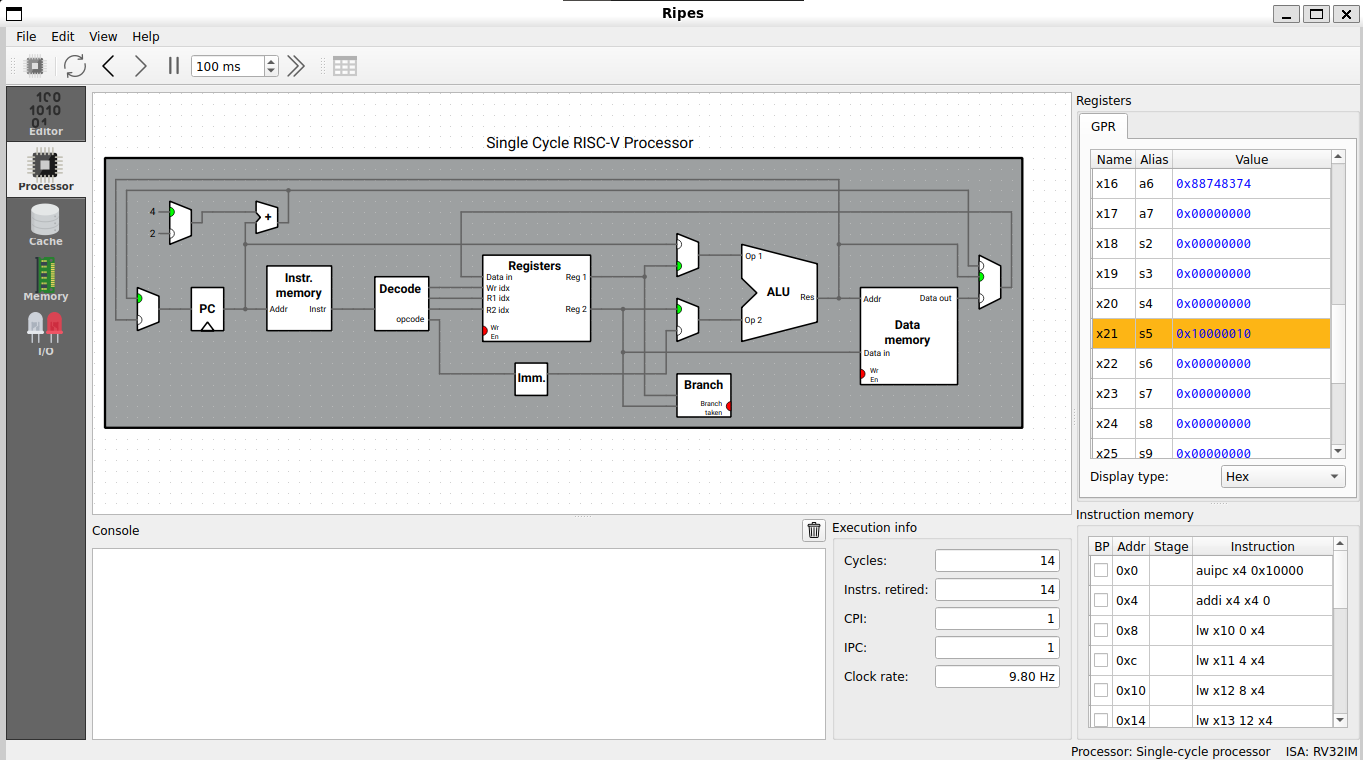 Ripes
File Edit View Help
100 ms
Editor
Processor
Cache
Memory
I/O
Single Cycle RISC-V Processor
4
2
+
PC
Instr.
memory
Addr Instr
Decode
opcode
Registers
Data in
Wr idx
R1 idx
R2 idx
Reg 1
Reg 2
Wr
En
Imm.
Op 1
ALU
Res
Op 2
Branch
Branch
taken
Addr Data out
Data
memory
Data in
Wr
En
Registers
GPR
Name Alias Value
x16 a6 0x88748374
x17 a7 0x00000000
x18 s2 0x00000000
x19 s3 0x00000000
x20 s4 0x00000000
x21 s5 0x10000010
x22 s6 0x00000000
x23 s7 0x00000000
x24 s8 0x00000000
x25 s9 0x00000000
Display type: Hex
Console
Execution info
Cycles: 14
Instrs. retired: 14
CPI: 1
IPC: 1
Clock rate: 9.80 Hz
Instruction memory
BP Addr Stage Instruction
0x0 auipc x4 0x10000
0x4 addi x4 x4 0
0x8 lw x10 0 x4
0xc lw x11 4 x4
0x10 lw x12 8 x4
0x14 lw x13 12 x4
Processor: Single-cycle processor ISA: RV32IM